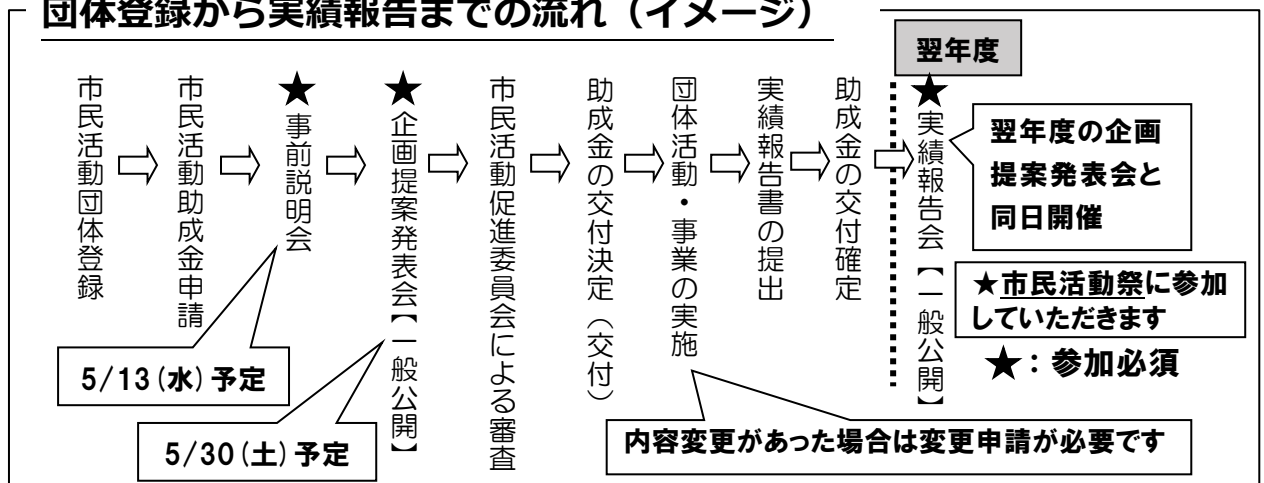 団体登録から実績報告までの流れ（イメージ）
翌年度
市民活動団体登録
市民活動助成金申請
★事前説明会
★企画提案発表会【一般公開】
市民活動促進委員会による審査
助成金の交付決定（交付）
団体活動・事業の実施
実績報告書の提出
助成金の交付確定
★実績報告会【一般公開】
翌年度の企画
提案発表会と
同日開催
★市民活動祭に参加
していただきます
★：参加必須
5/13(水)予定
5/30(土)予定
内容変更があった場合は変更申請が必要です